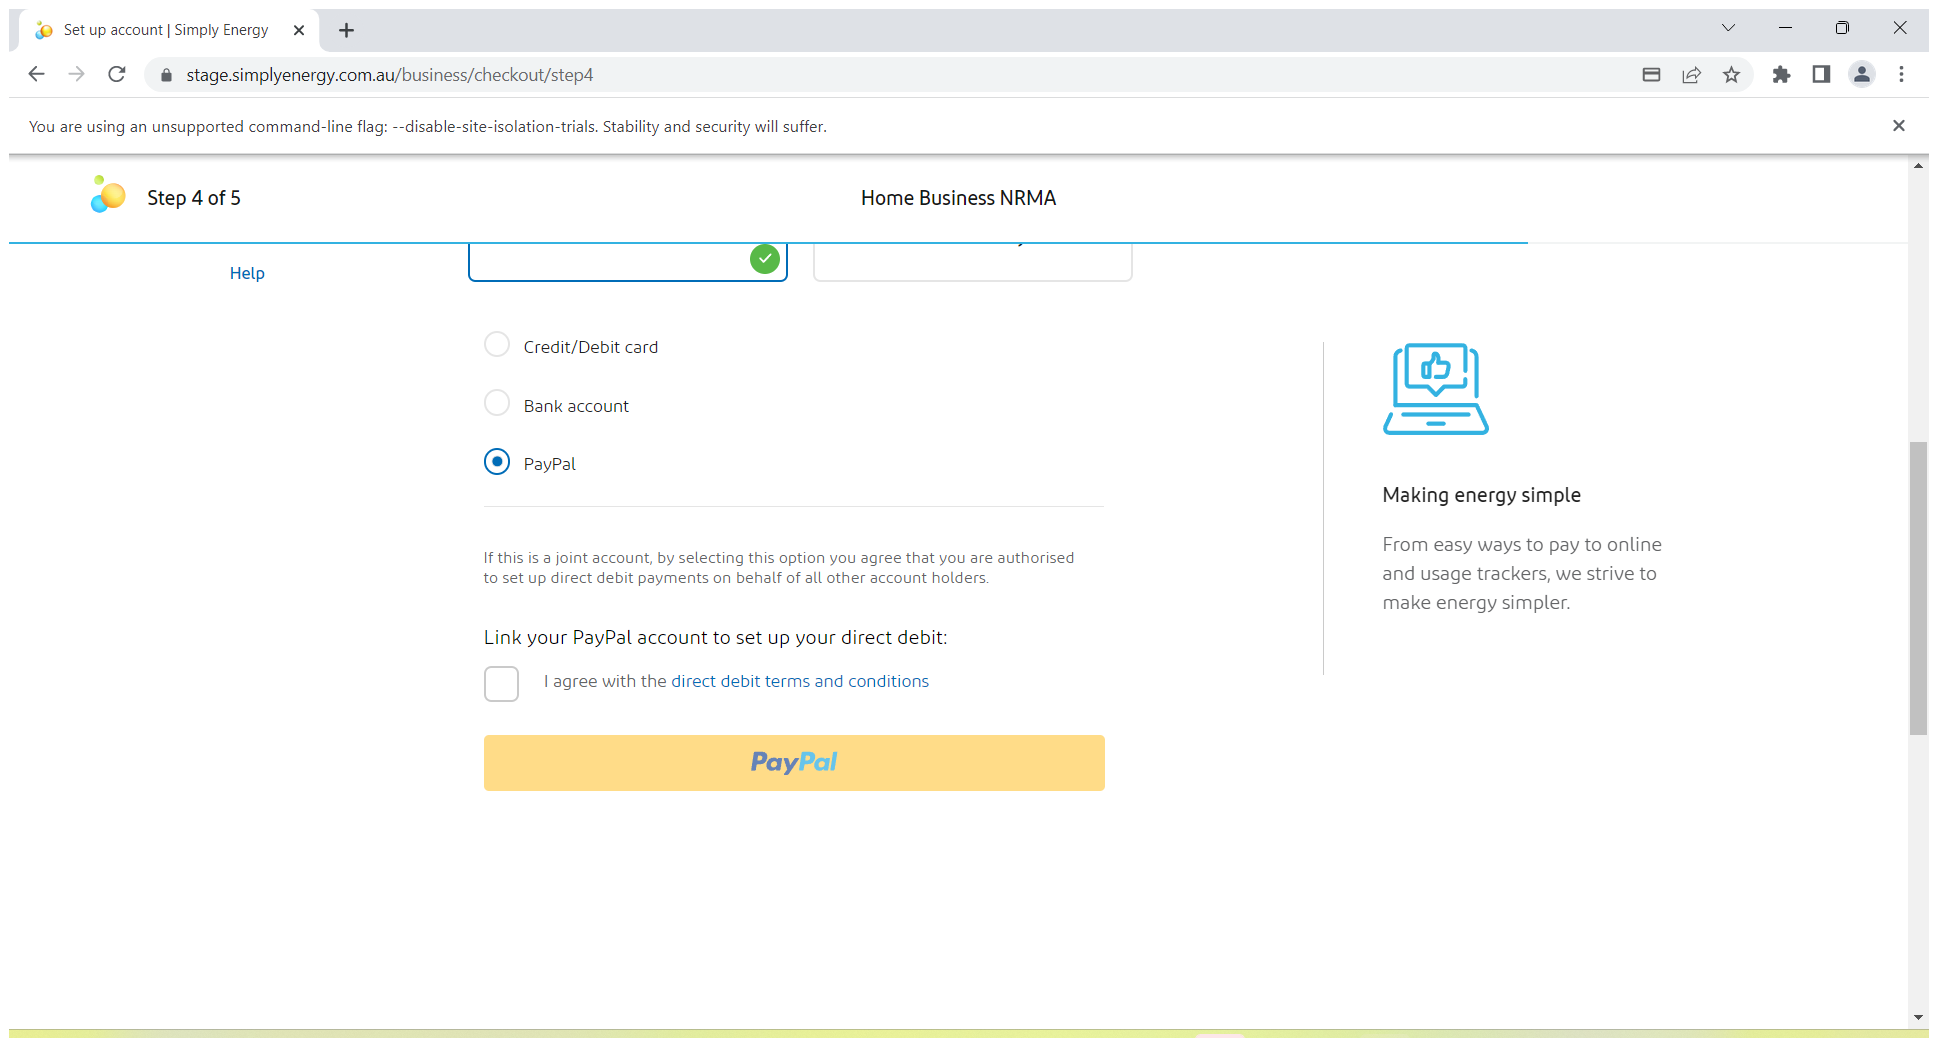 Set up account | Simply Energy
stage.simplyenergy.com.au/business/checkout/step4
You are using an unsupported command-line flag: --disable-site-isolation-trials. Stability and security will suffer.
Step 4 of 5
Home Business NRMA
Help
Credit/Debit card
Bank account
PayPal
If this is a joint account, by selecting this option you agree that you are authorised
to set up direct debit payments on behalf of all other account holders.
Link your PayPal account to set up your direct debit:
I agree with the direct debit terms and conditions
PayPal
Making energy simple
From easy ways to pay to online
and usage trackers, we strive to
make energy simpler.